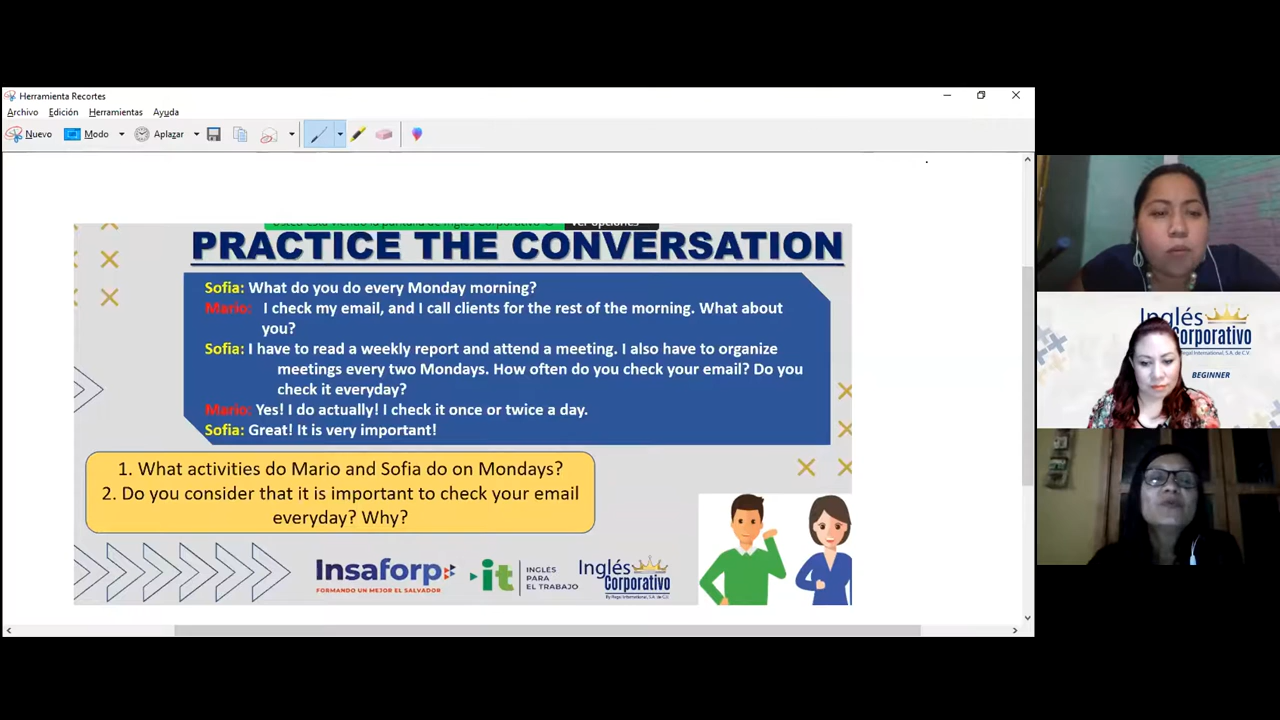 Herramienta Recortes
Archivo Edición Herramientas Ayuda
Nuevo Modo Aplazar
PRACTICE THE CONVERSATION
Sofia: What do you do every Monday morning?
Mario: I check my email, and I call clients for the rest of the morning. What about
you?
Sofia: I have to read a weekly report and attend a meeting. I also have to organize
meetings every two Mondays. How often do you check your email? Do you
check it everyday?
Mario: Yes! I do actually! I check it once or twice a day.
Sofia: Great! It is very important!
1. What activities do Mario and Sofia do on Mondays?
2. Do you consider that it is important to check your email
everyday? Why?
Insaforp
FORMANDO UN MEJOR EL SALVADOR
it
INGLES
PARA
EL TRABAJO
Inglés
Corporativo
Inglés
Corporativo
BEGINNER